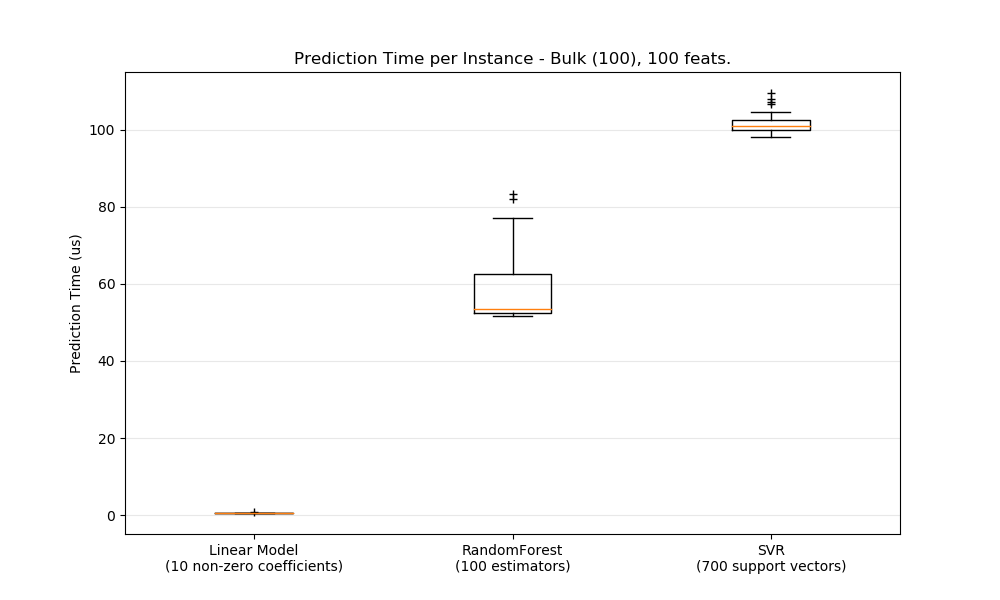 Prediction Time per Instance - Bulk (100), 100 feats.
Prediction Time (us)
100
80
60
40
20
0
Linear Model
(10 non-zero coefficients)
RandomForest
(100 estimators)
SVR
(700 support vectors)